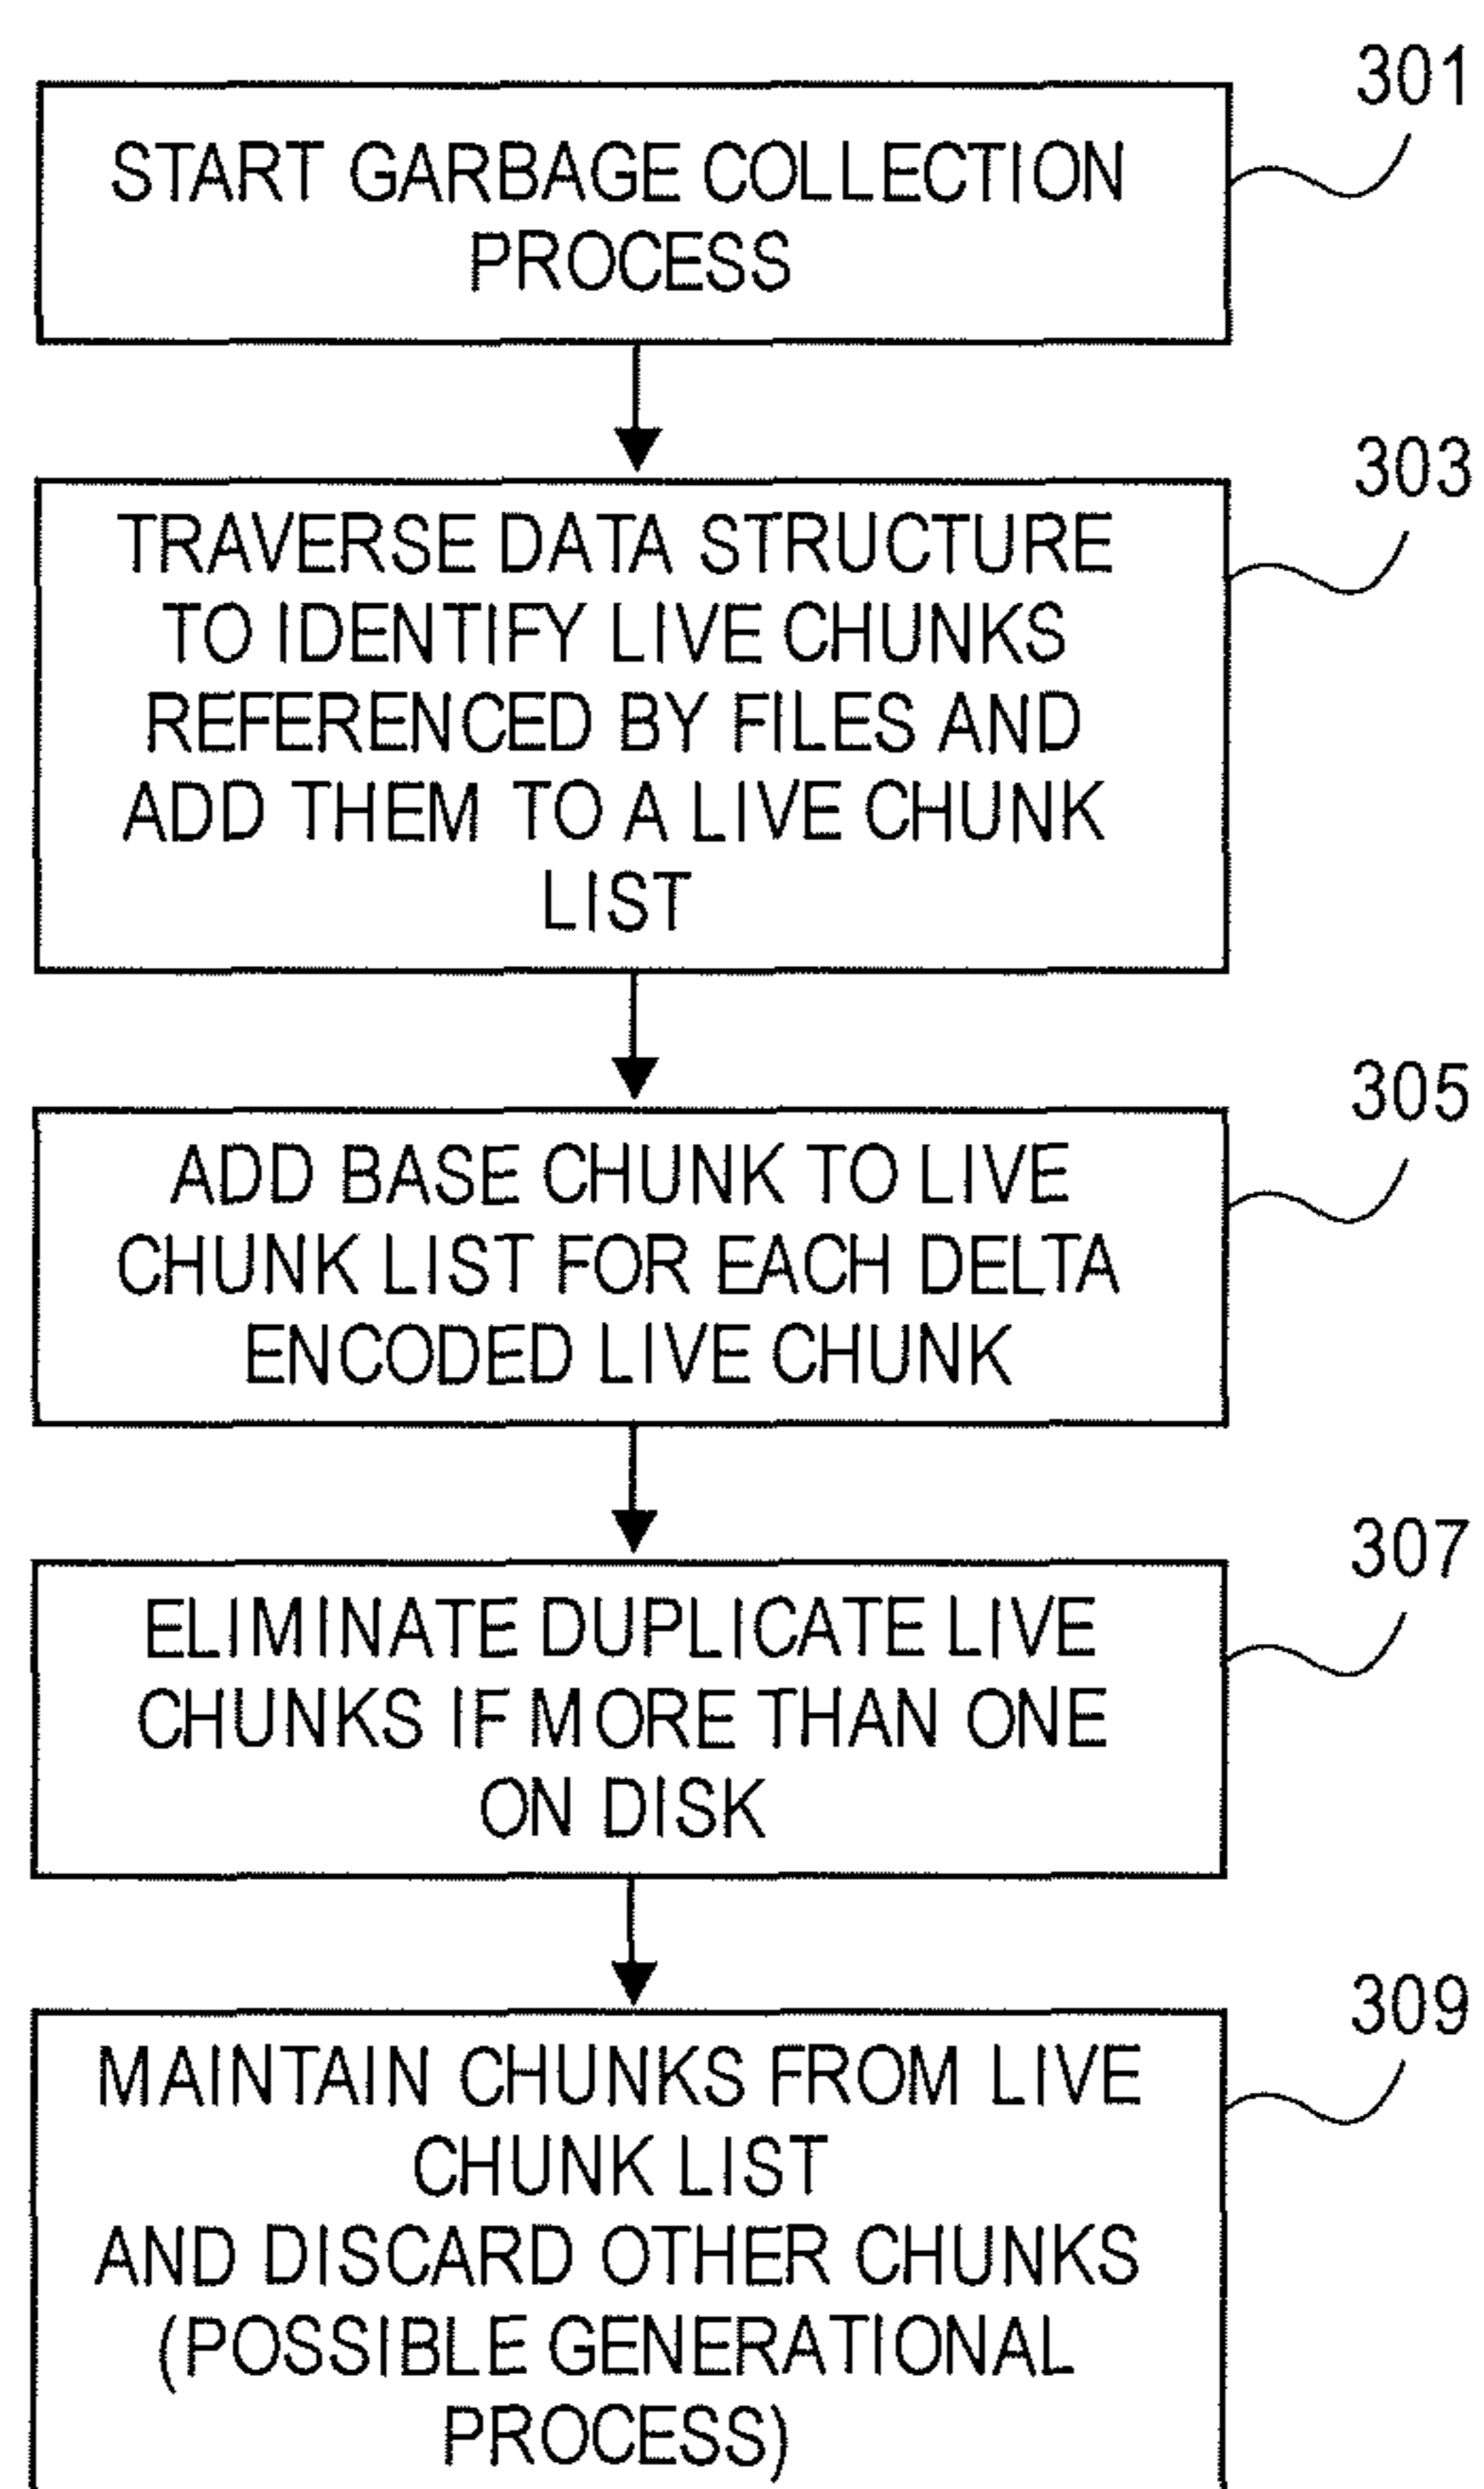 301
START GARBAGE COLLECTION
PROCESS
303
TRAVERSE DATA STRUCTURE
TO IDENTIFY LIVE CHUNKS
REFERENCED BY FILES AND
ADD THEM TO A LIVE CHUNK
LIST
305
ADD BASE CHUNK TO LIVE
CHUNK LIST FOR EACH DELTA
ENCODED LIVE CHUNK
307
ELIMINATE DUPLICATE LIVE
CHUNKS IF MORE THAN ONE
ON DISK
309
MAINTAIN CHUNKS FROM LIVE
CHUNK LIST
AND DISCARD OTHER CHUNKS
(POSSIBLE GENERATIONAL
PROCESS)